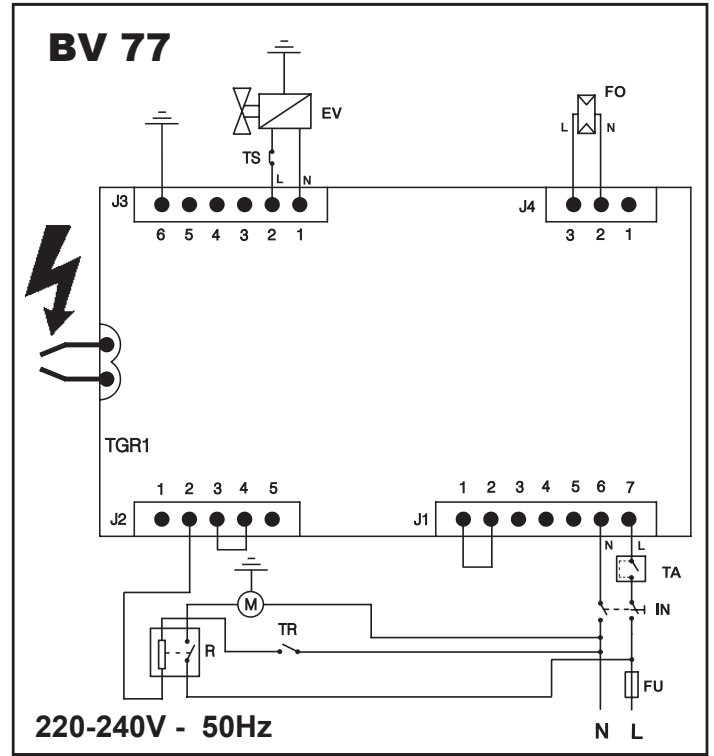 BV 77
EV
FO
TS
L N
L N
J3
J4
6 5 4 3 2 1
3 2 1
TGR1
1 2 3 4 5
1 2 3 4 5 6 7
J2
J1
N L
TA
M
IN
TR
R
FU
220-240V - 50Hz
N L